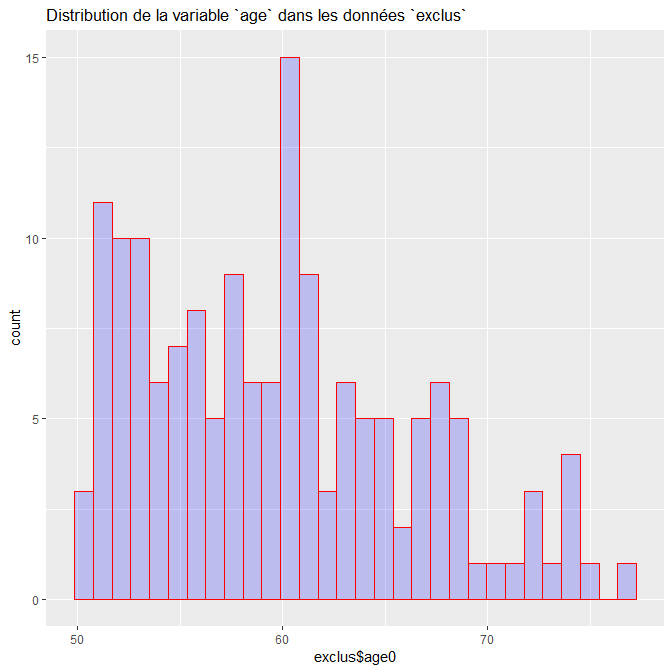 Distribution de la variable `age` dans les données `exclus`
15
10
5
0
count
50
60
70
exclus$age0